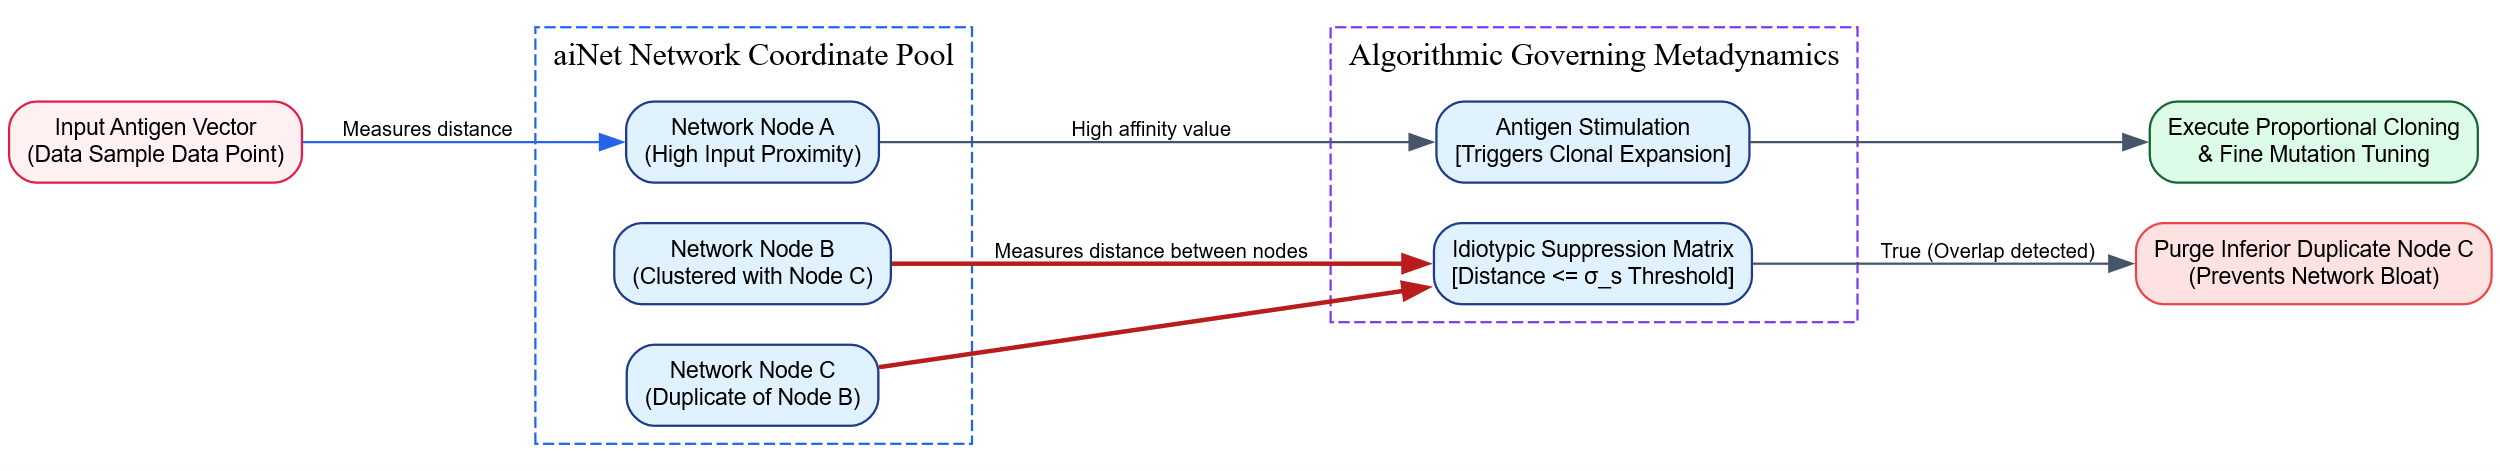 aiNet Network Coordinate Pool
Algorithmic Governing Metadynamics
Input Antigen Vector
(Data Sample Data Point)
Measures distance
Network Node A
(High Input Proximity)
High affinity value
Antigen Stimulation
[Triggers Clonal Expansion]
Execute Proportional Cloning
& Fine Mutation Tuning
Network Node B
(Clustered with Node C)
Measures distance between nodes
Idiotypic Suppression Matrix
[Distance <= σ_s Threshold]
True (Overlap detected)
Purge Inferior Duplicate Node C
(Prevents Network Bloat)
Network Node C
(Duplicate of Node B)